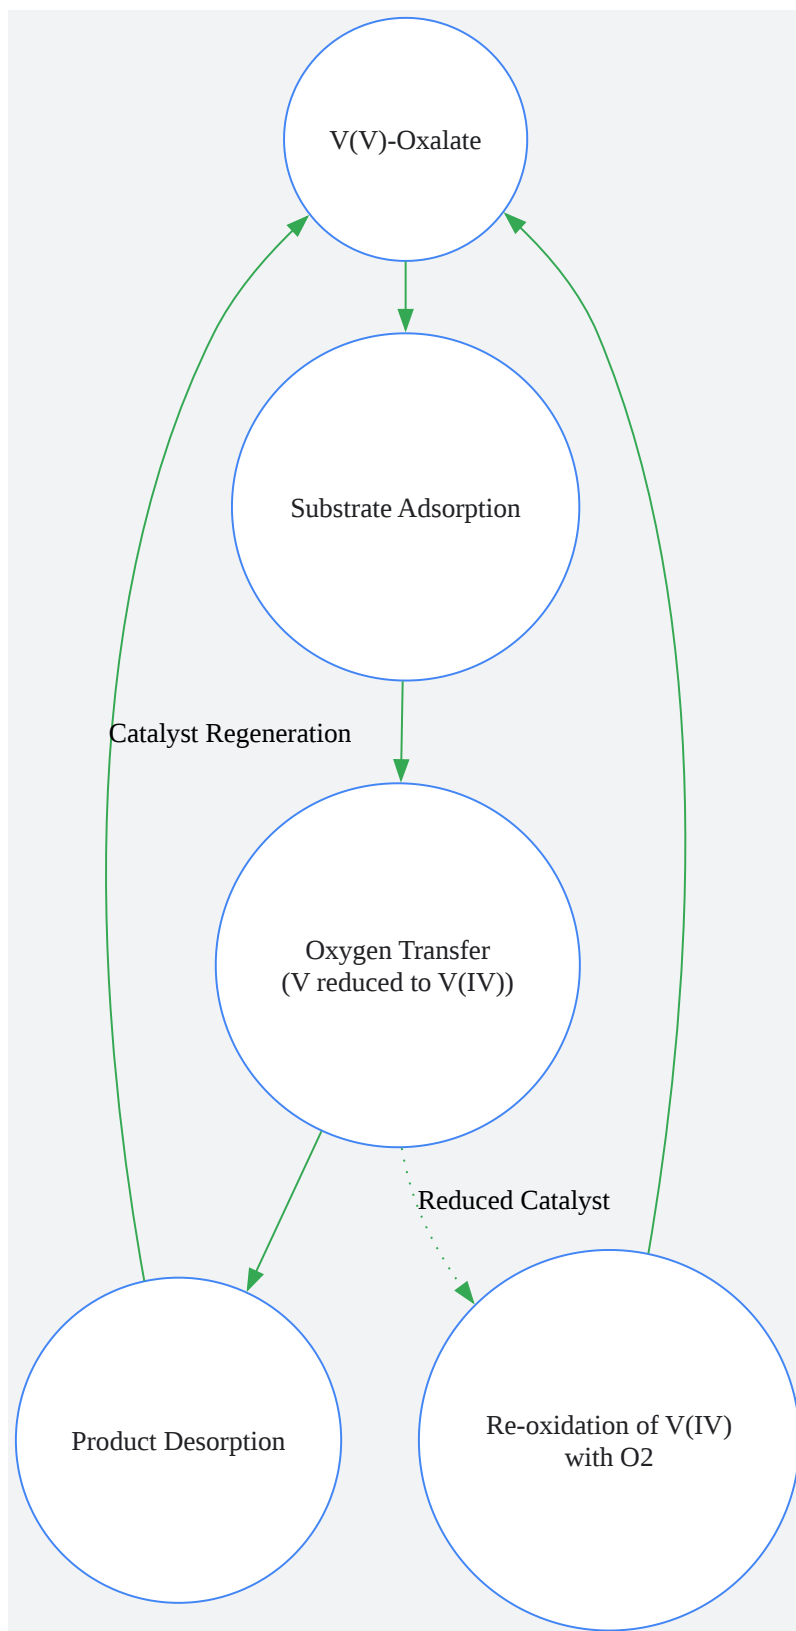 V(V)-Oxalate
Substrate Adsorption
Catalyst Regeneration
Oxygen Transfer
(V reduced to V(IV))
Reduced Catalyst
Product Desorption
Re-oxidation of V(IV)
with O2